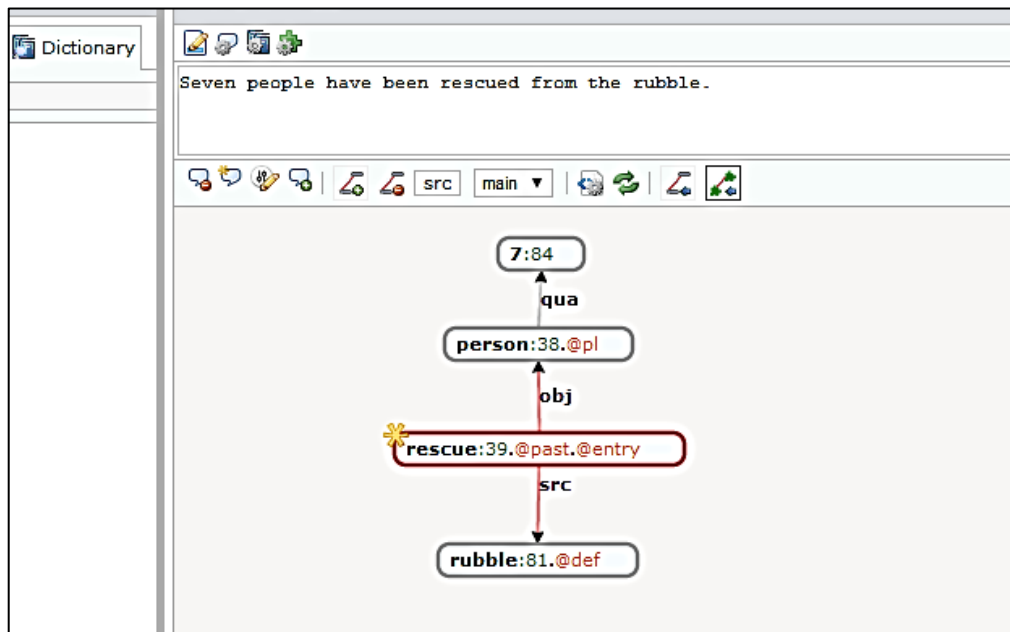 Dictionary
Seven people have been rescued from the rubble.
src main ▼
7:84
qua
person:38.@pl
obj
rescue:39.@past.@entry
src
rubble:81.@def